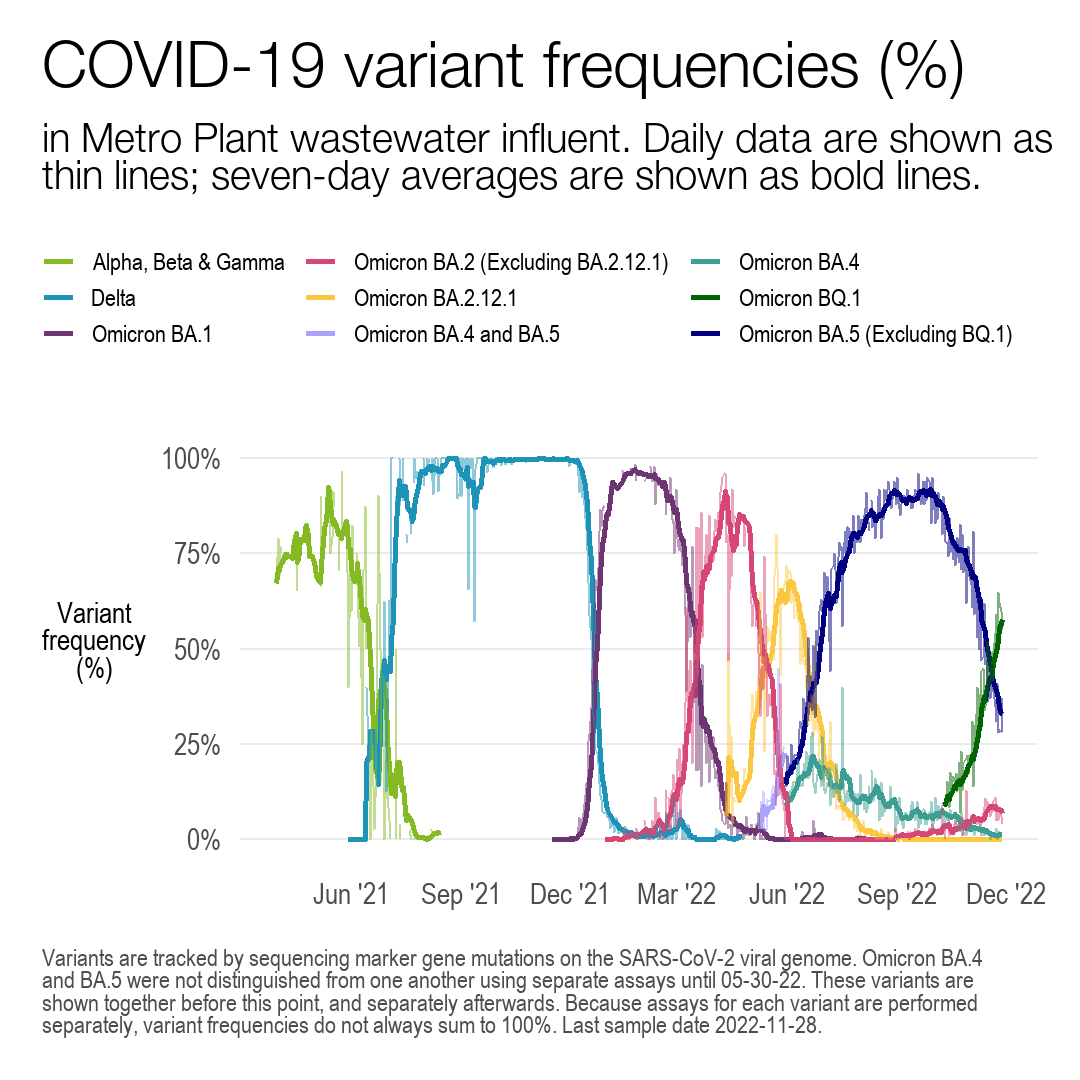 COVID-19 variant frequencies (%)
in Metro Plant wastewater influent. Daily data are shown as
thin lines; seven-day averages are shown as bold lines.
Alpha, Beta & Gamma
Omicron BA.2 (Excluding BA.2.12.1)
Omicron BA.4
Delta
Omicron BA.2.12.1
Omicron BQ.1
Omicron BA.1
Omicron BA.4 and BA.5
Omicron BA.5 (Excluding BQ.1)
100%
75%
Variant
frequency
(%)
50%
25%
0%
Jun '21
Sep '21
Dec '21
Mar '22
Jun '22
Sep '22
Dec '22
Variants are tracked by sequencing marker gene mutations on the SARS-CoV-2 viral genome. Omicron BA.4
and BA.5 were not distinguished from one another using separate assays until 05-30-22. These variants are
shown together before this point, and separately afterwards. Because assays for each variant are performed
separately, variant frequencies do not always sum to 100%. Last sample date 2022-11-28.